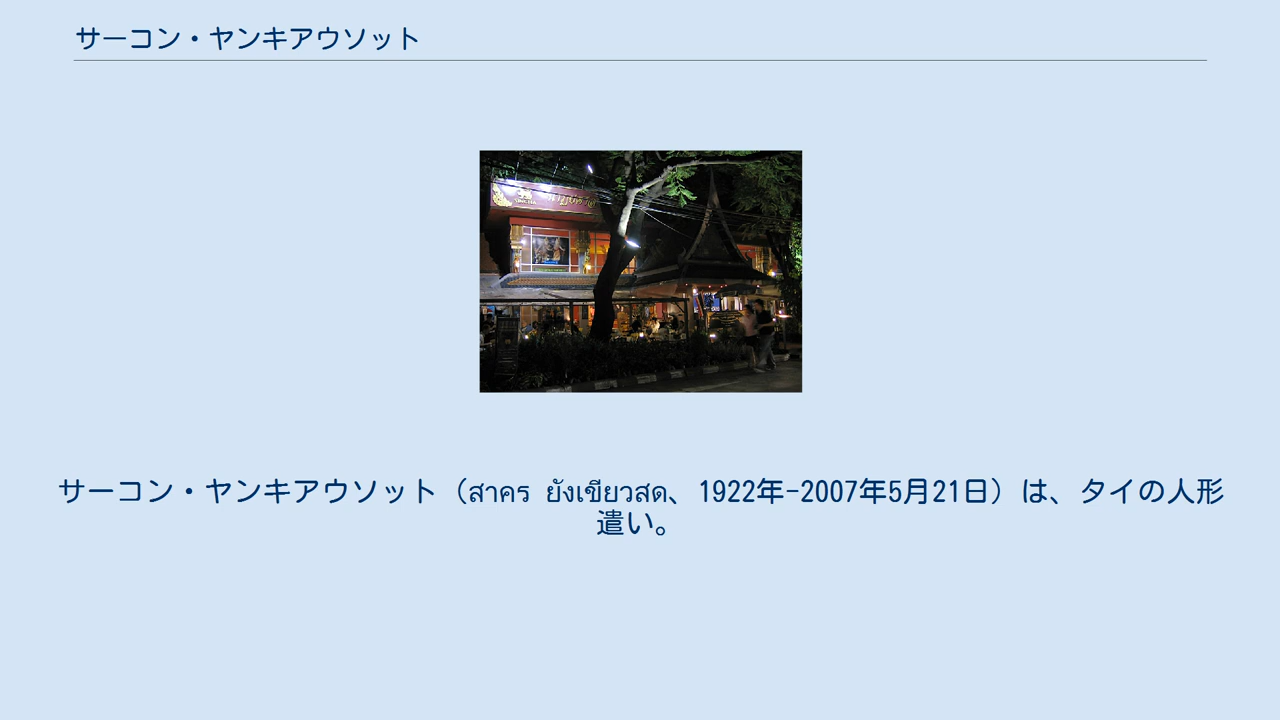 サーコン・ヤンキアウソット
サーコン・ヤンキアウソット（สาคร ยังเขียวสด、1922年-2007年5月21日）は、タイの人形
遣い。